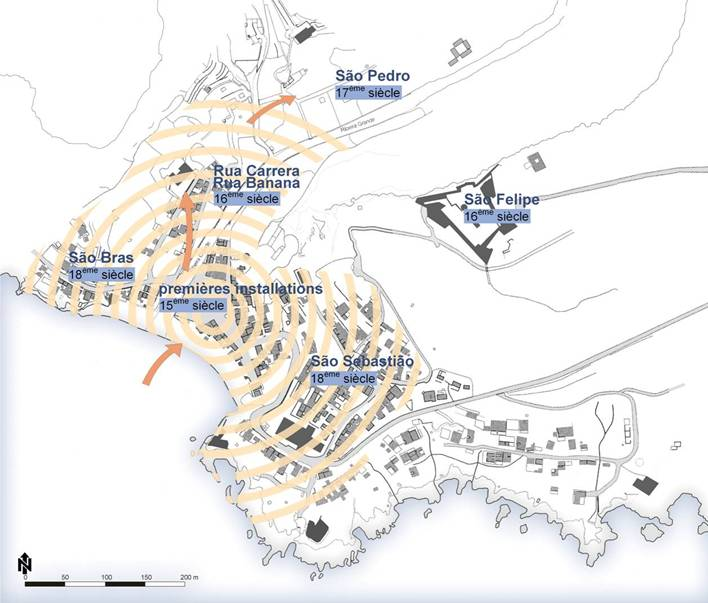 São Pedro
17ème siècle
Ribeira Grande
Rua Carrera
Rua Banana
16ème siècle
São Felipe
16ème siècle
São Bras
18ème siècle
premières installations
15ème siècle
São Sebastião
18ème siècle
N
0 50 100 150 200 m